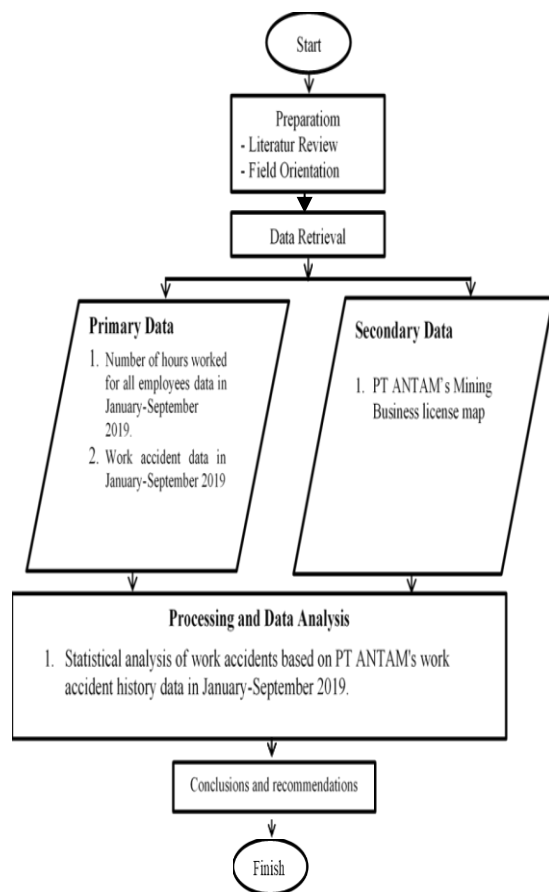 Start
Preparatiom
- Literatur Review
- Field Orientation
Data Retrieval
Primary Data
1. Number of hours worked
for all employees data in
January-September
2019.
2. Work accident data in
January-September 2019
Secondary Data
1. PT ANTAM`s Mining
Business license map
Processing and Data Analysis
1. Statistical analysis of work accidents based on PT ANTAM's work
accident history data in January-September 2019.
Conclusions and recommendations
Finish